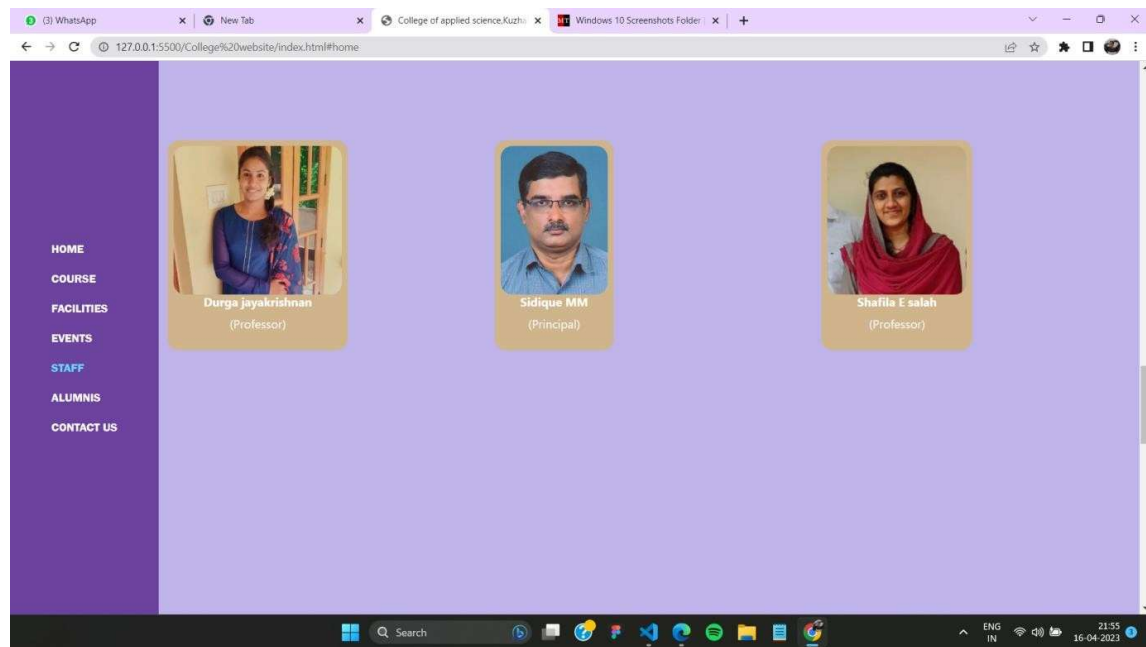 (3) WhatsApp
New Tab
College of applied science,Kuzha
MT Windows 10 Screenshots Folder
127.0.0.1:5500/College%20website/index.html#home
HOME
COURSE
FACILITIES
EVENTS
STAFF
ALUMNIS
CONTACT US
Durga jayakrishnan
(Professor)
Sidique MM
(Principal)
Shafila E salah
(Professor)
Search
ENG
IN
21:55
16-04-2023
3